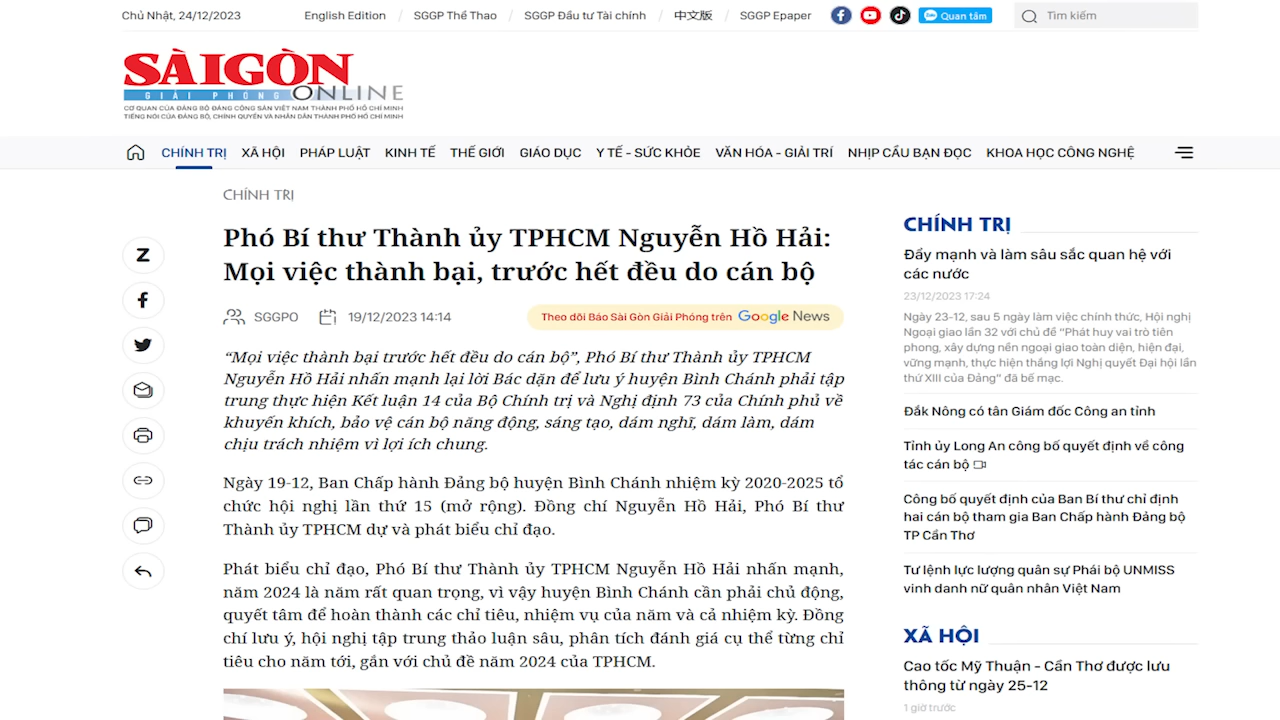 Chủ Nhật, 24/12/2023
English Edition
SGGP Thể Thao
SGGP Đầu tư Tài chính
中文版
SGGP Epaper
Quan tâm
Tìm kiếm
SÀIGÒN
GIẢI PHÓNG ONLINE
CƠ QUAN CỦA ĐẢNG BỘ ĐẢNG CỘNG SẢN VIỆT NAM THÀNH PHỐ HỒ CHÍ MINH
TIẾNG NÓI CỦA ĐẢNG BỘ, CHÍNH QUYỀN VÀ NHÂN DÂN THÀNH PHỐ HỒ CHÍ MINH
CHÍNH TRỊ XÃ HỘI PHÁP LUẬT KINH TẾ THẾ GIỚI GIÁO DỤC Y TẾ - SỨC KHỎE VĂN HÓA - GIẢI TRÍ NHỊP CẦU BẠN ĐỌC KHOA HỌC CÔNG NGHỆ
CHÍNH TRỊ
Phó Bí thư Thành ủy TPHCM Nguyễn Hồ Hải:
Mọi việc thành bại, trước hết đều do cán bộ
SGGPO 19/12/2023 14:14
Theo dõi Báo Sài Gòn Giải Phóng trên Google News
“Mọi việc thành bại trước hết đều do cán bộ”, Phó Bí thư Thành ủy TPHCM
Nguyễn Hồ Hải nhấn mạnh lại lời Bác dặn để lưu ý huyện Bình Chánh phải tập
trung thực hiện Kết luận 14 của Bộ Chính trị và Nghị định 73 của Chính phủ về
khuyến khích, bảo vệ cán bộ năng động, sáng tạo, dám nghĩ, dám làm, dám
chịu trách nhiệm vì lợi ích chung.
Ngày 19-12, Ban Chấp hành Đảng bộ huyện Bình Chánh nhiệm kỳ 2020-2025 tổ
chức hội nghị lần thứ 15 (mở rộng). Đồng chí Nguyễn Hồ Hải, Phó Bí thư
Thành ủy TPHCM dự và phát biểu chỉ đạo.
Phát biểu chỉ đạo, Phó Bí thư Thành ủy TPHCM Nguyễn Hồ Hải nhấn mạnh,
năm 2024 là năm rất quan trọng, vì vậy huyện Bình Chánh cần phải chủ động,
quyết tâm để hoàn thành các chỉ tiêu, nhiệm vụ của năm và cả nhiệm kỳ. Đồng
chí lưu ý, hội nghị tập trung thảo luận sâu, phân tích đánh giá cụ thể từng chỉ
tiêu cho năm tới, gắn với chủ đề năm 2024 của TPHCM.
CHÍNH TRỊ
Đẩy mạnh và làm sâu sắc quan hệ với
các nước
23/12/2023 17:24
Ngày 23-12, sau 5 ngày làm việc chính thức, Hội nghị
Ngoại giao lần 32 với chủ đề "Phát huy vai trò tiên
phong, xây dựng nền ngoại giao toàn diện, hiện đại,
vững mạnh, thực hiện thắng lợi Nghị quyết Đại hội lần
thứ XIII của Đảng" đã bế mạc.
Đắk Nông có tân Giám đốc Công an tỉnh
Tỉnh ủy Long An công bố quyết định về công
tác cán bộ
Công bố quyết định của Ban Bí thư chỉ định
hai cán bộ tham gia Ban Chấp hành Đảng bộ
TP Cần Thơ
Tư lệnh lực lượng quân sự Phái bộ UNMISS
vinh danh nữ quân nhân Việt Nam
XÃ HỘI
Cao tốc Mỹ Thuận - Cần Thơ được lưu
thông từ ngày 25-12
1 giờ trước